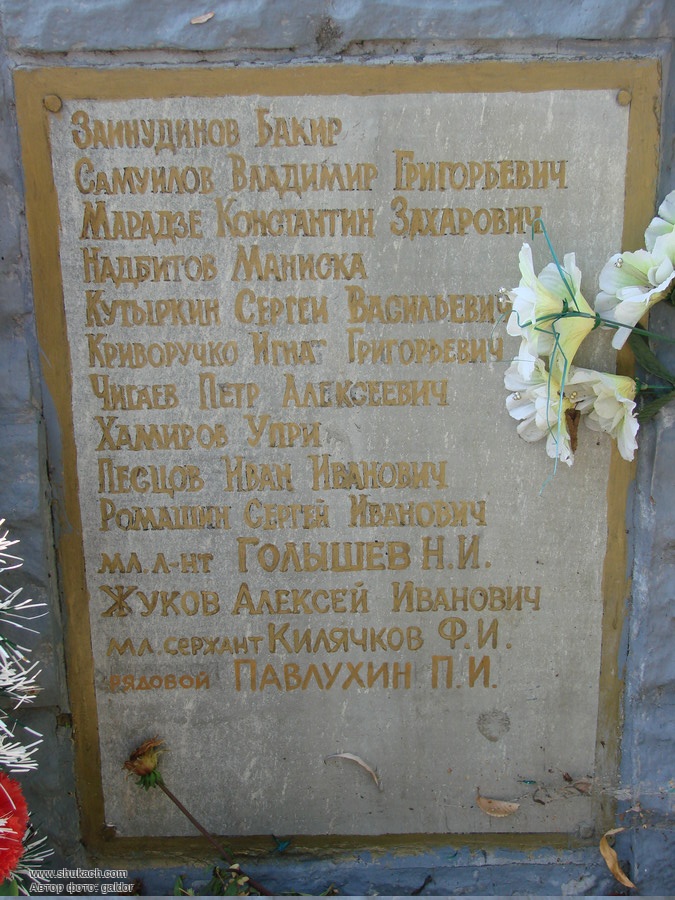 Заинудинов Бакир
Самуилов Владимир Григорьевич
Марадзе Константин Захарович
Надбитов Маниска
Кутыркин Сергеи Васильевич
Криворучко Игнат Григорьевич
Чигаев Петр Алексеевич
Хамиров Упри
Песцов Иван Иванович
Ромашин Сергей Иванович
мл. л-нт Голышев Н.И.
Жуков Алексей Иванович
мл. сержант Килячков Ф.И.
рядовой Павлухин П.И.
www.shukach.com
Автор фото: galdor